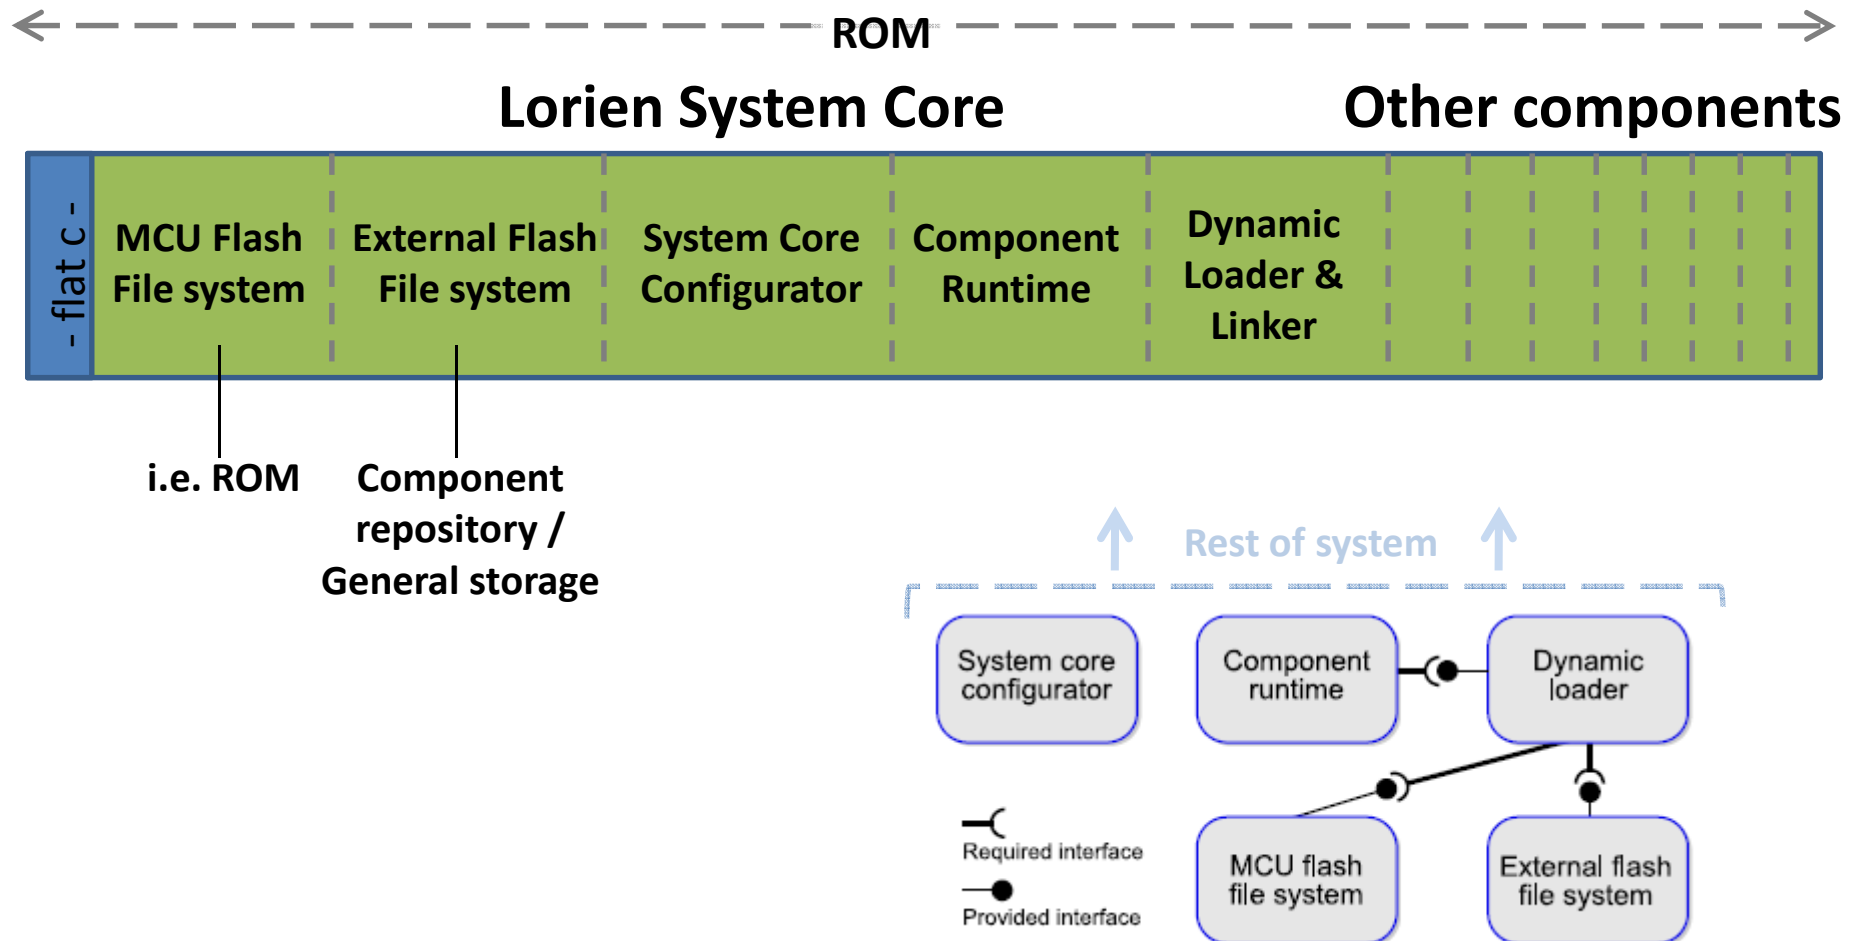 ROM
Lorien System Core
Other components
- flat c -
MCU Flash
File system
External Flash
File system
System Core
Configurator
Component
Runtime
Dynamic
Loader &
Linker
i.e. ROM
Component
repository /
General storage
Rest of system
System core
configurator
Component
runtime
Dynamic
loader
Required interface
Provided interface
MCU flash
file system
External flash
file system